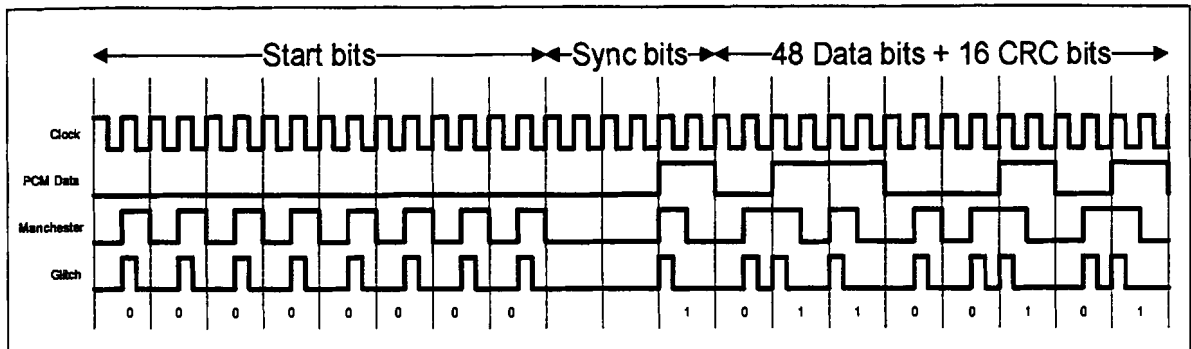 Start bits Sync bits 48 Data bits + 16 CRC bits
Clock
PCM Data
Manchester
Glitch
0 0 0 0 0 0 0 0 1 0 1 1 0 0 1 0 1